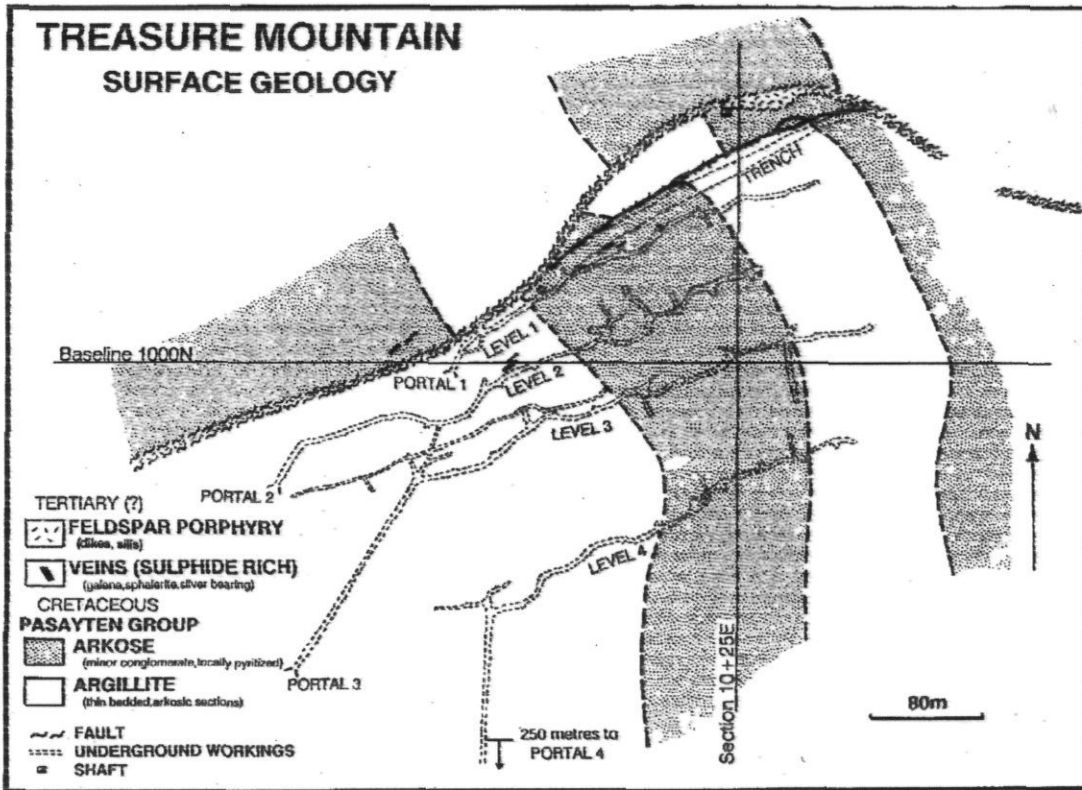 TREASURE MOUNTAIN
SURFACE GEOLOGY
TRENCH
Baseline 1000N
LEVEL 1
PORTAL 1
LEVEL 2
LEVEL 3
PORTAL 2
LEVEL 4
PORTAL 3
N
Section 10+25E
80m
250 metres to
PORTAL 4
TERTIARY (?)
FELDSPAR PORPHYRY
(dikes, sills)
VEINS (SULPHIDE RICH)
(galena,sphalerite,silver bearing)
CRETACEOUS
PASAYTEN GROUP
ARKOSE
(minor conglomerate,locally pyritized)
ARGILLITE
(thin bedded,arkosic sections)
FAULT
UNDERGROUND WORKINGS
SHAFT